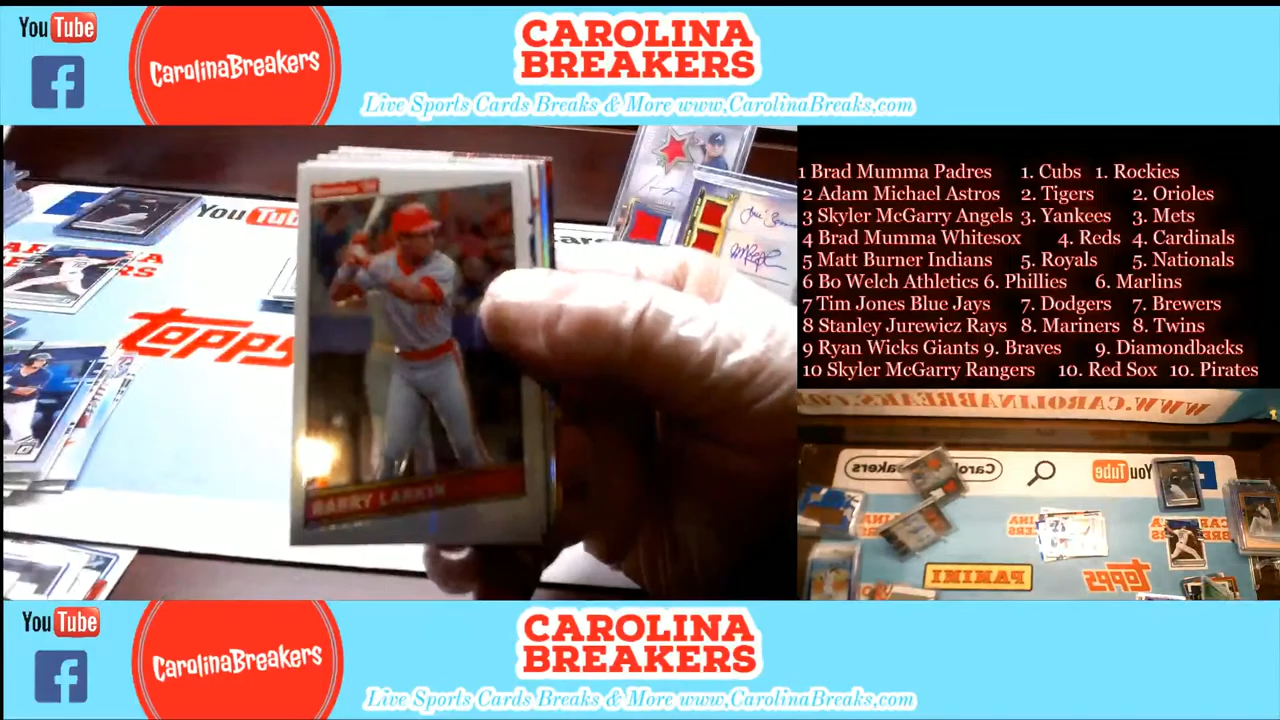 YouTube
CarolinaBreakers
CAROLINA
BREAKERS
Live Sports Cards Breaks & More www.CarolinaBreaks.com
1 Brad Mumma Padres 1. Cubs 1. Rockies
2 Adam Michael Astros 2. Tigers 2. Orioles
3 Skyler McGarry Angels 3. Yankees 3. Mets
4 Brad Mumma Whitesox 4. Reds 4. Cardinals
5 Matt Burner Indians 5. Royals 5. Nationals
6 Bo Welch Athletics 6. Phillies 6. Marlins
7 Tim Jones Blue Jays 7. Dodgers 7. Brewers
8 Stanley Jurewicz Rays 8. Mariners 8. Twins
9 Ryan Wicks Giants 9. Braves 9. Diamondbacks
10 Skyler McGarry Rangers 10. Red Sox 10. Pirates
YouTu
topps
BARRY LARKIN
WWW.CAROLINABREAKS.CO
CarolinaBreakers
YouTube
PANINI
topps
YouTube
CarolinaBreakers
CAROLINA
BREAKERS
Live Sports Cards Breaks & More www.CarolinaBreaks.com